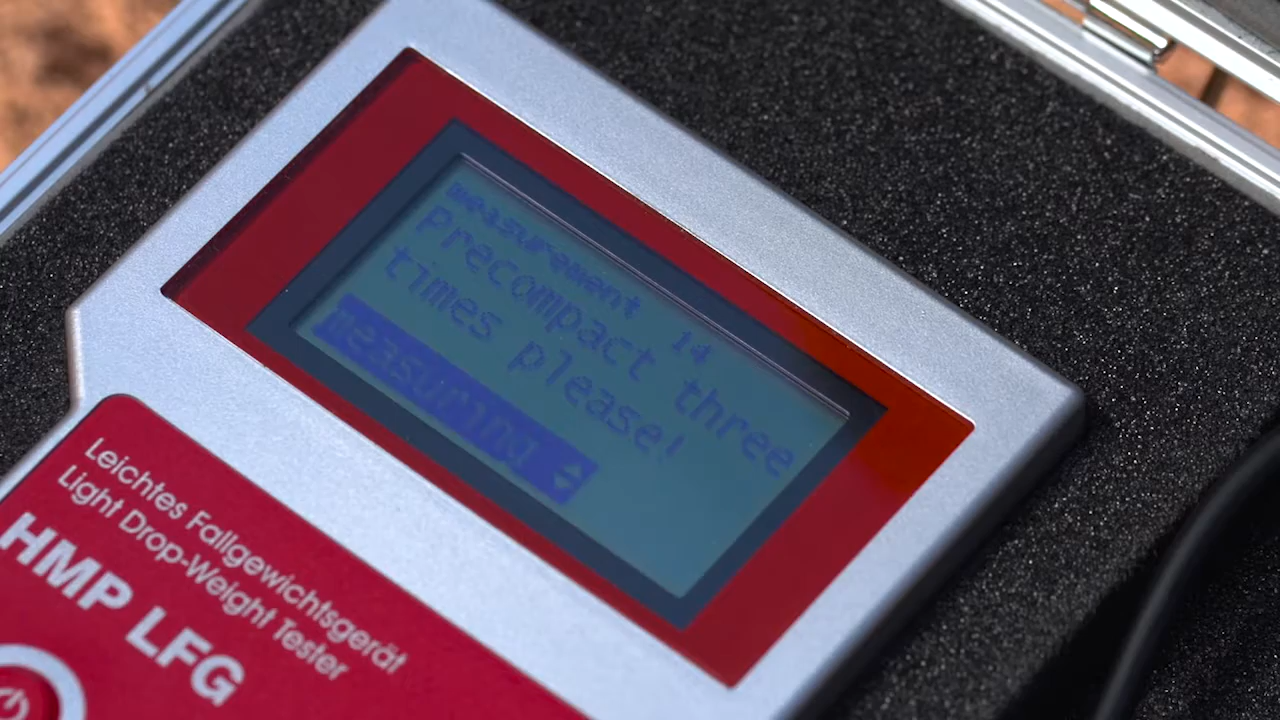 measurement 14
Precompact three
times please!
measuring
Leichtes Fallgewichtsgerät
Light Drop-Weight Tester
HMP LFG